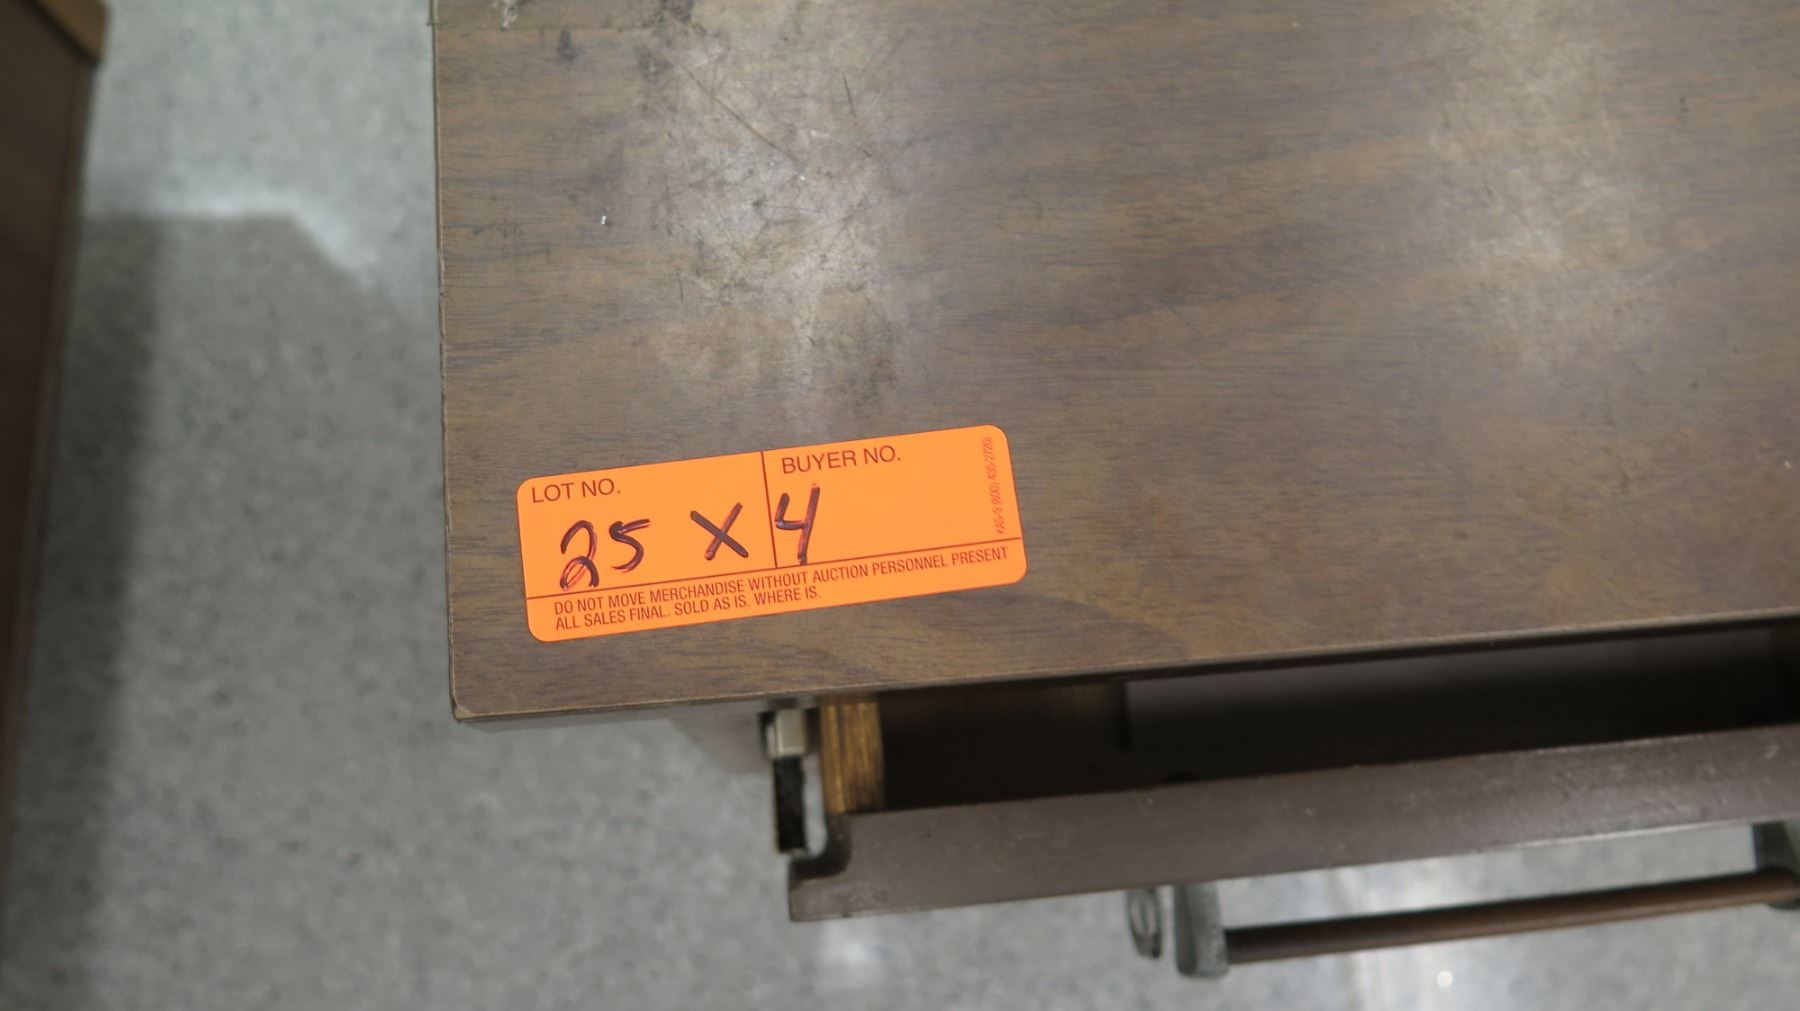 LOT NO. BUYER NO.
25 X 4
DO NOT MOVE MERCHANDISE WITHOUT AUCTION PERSONNEL PRESENT
ALL SALES FINAL. SOLD AS IS. WHERE IS.